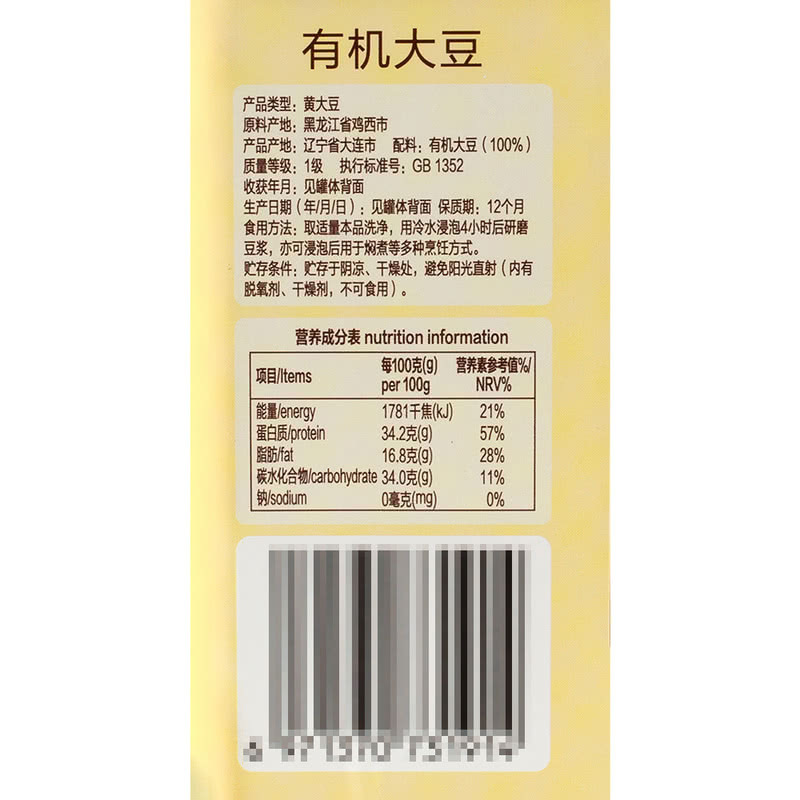 有机大豆
产品类型：黄大豆
原料产地：黑龙江省鸡西市
产品产地：辽宁省大连市 配料：有机大豆（100%）
质量等级：1级 执行标准号：GB 1352
收获年月：见罐体背面
生产日期（年/月/日）：见罐体背面 保质期：12个月
食用方法：取适量本品洗净，用冷水浸泡4小时后研磨
豆浆，亦可浸泡后用于焖煮等多种烹饪方式。
贮存条件：贮存于阴凉、干燥处，避免阳光直射（内有
脱氧剂、干燥剂，不可食用）。
营养成分表 nutrition information
项目/Items 每100克(g) per 100g 营养素参考值%/ NRV%
能量/energy 1781千焦(kJ) 21%
蛋白质/protein 34.2克(g) 57%
脂肪/fat 16.8克(g) 28%
碳水化合物/carbohydrate 34.0克(g) 11%
钠/sodium 0毫克(mg) 0%